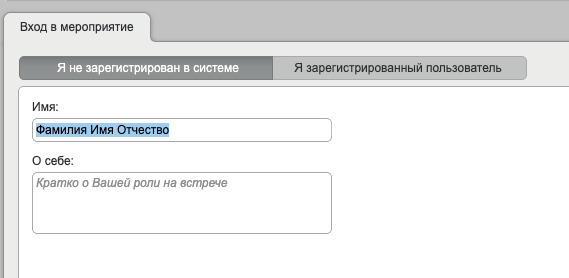 Вход в мероприятие
Я не зарегистрирован в системе
Я зарегистрированный пользователь
Имя:
Фамилия Имя Отчество
О себе:
Кратко о Вашей роли на встрече